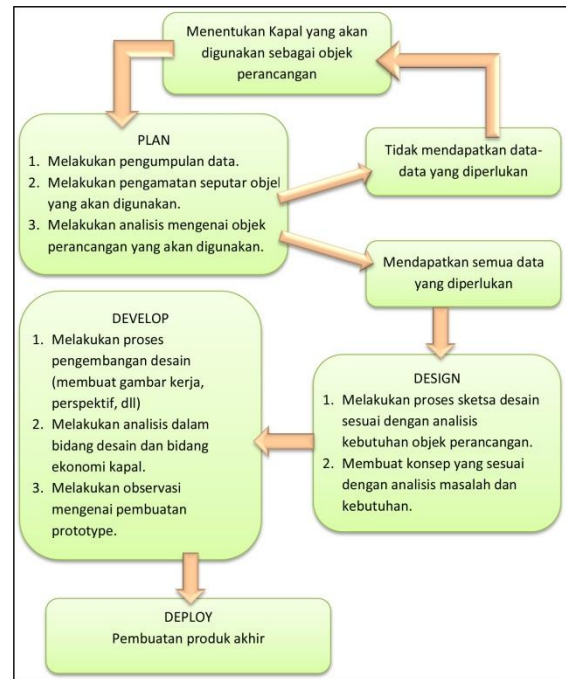 Menentukan Kapal yang akan
digunakan sebagai objek
perancangan
PLAN
1. Melakukan pengumpulan data.
2. Melakukan pengamatan seputar objel
yang akan digunakan.
3. Melakukan analisis mengenai objek
perancangan yang akan digunakan.
Tidak mendapatkan data-
data yang diperlukan
Mendapatkan semua data
yang diperlukan
DESIGN
1. Melakukan proses sketsa desain
sesuai dengan analisis
kebutuhan objek perancangan.
2. Membuat konsep yang sesuai
dengan analisis masalah dan
kebutuhan.
DEVELOP
1. Melakukan proses
pengembangan desain
(membuat gambar kerja,
perspektif, dll)
2. Melakukan analisis dalam
bidang desain dan bidang
ekonomi kapal.
3. Melakukan observasi
mengenai pembuatan
prototype.
DEPLOY
Pembuatan produk akhir